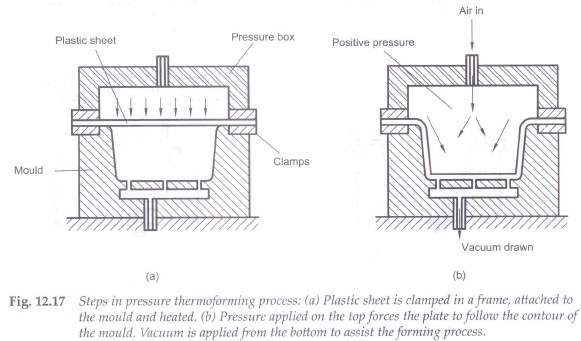 Air in
Plastic sheet
Pressure box
Positive pressure
Clamps
Mould
Vacuum drawn
(a)
(b)
Fig. 12.17 Steps in pressure thermoforming process: (a) Plastic sheet is clamped in a frame, attached to
the mould and heated. (b) Pressure applied on the top forces the plate to follow the contour of
the mould. Vacuum is applied from the bottom to assist the forming process.